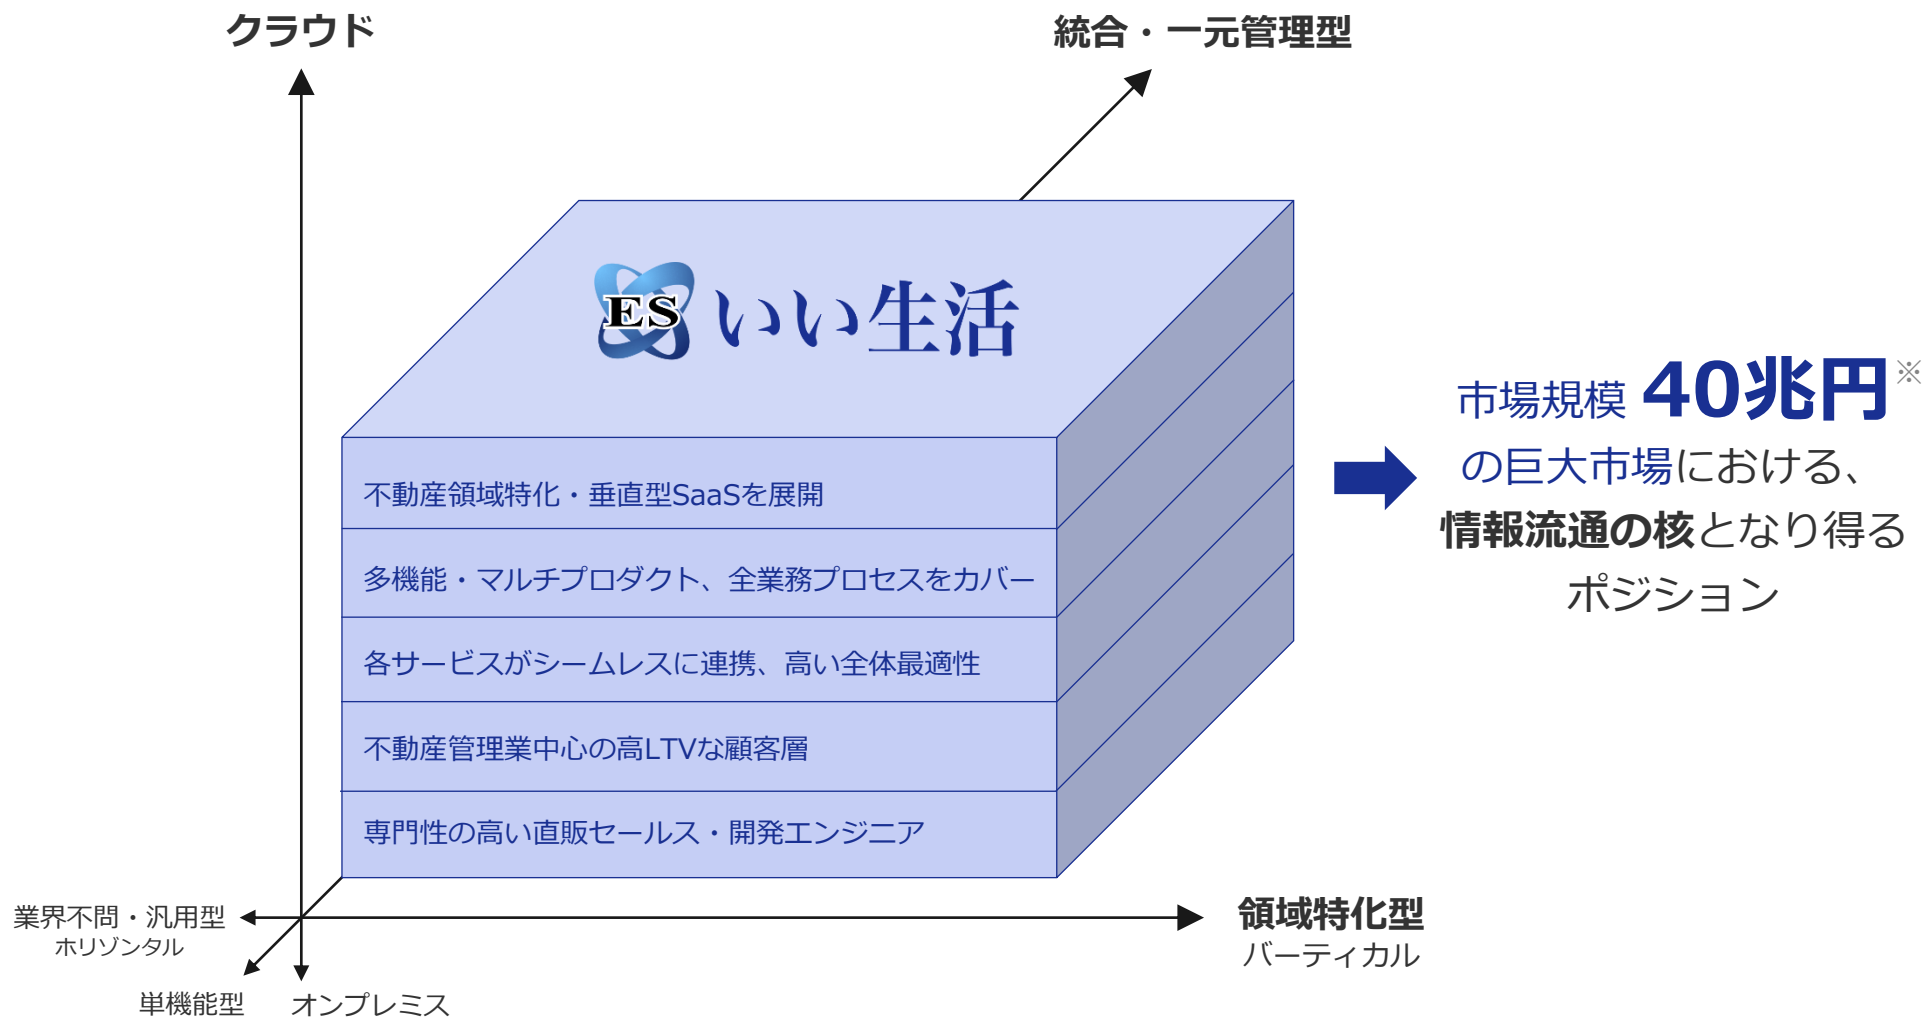 クラウド
統合・一元管理型
ES いい生活
不動産領域特化・垂直型SaaSを展開
多機能・マルチプロダクト、全業務プロセスをカバー
各サービスがシームレスに連携、高い全体最適性
不動産管理業中心の高LTVな顧客層
専門性の高い直販セールス・開発エンジニア
市場規模 40兆円※
の巨大市場における、
情報流通の核となり得る
ポジション
業界不問・汎用型
ホリゾンタル
領域特化型
バーティカル
単機能型
オンプレミス